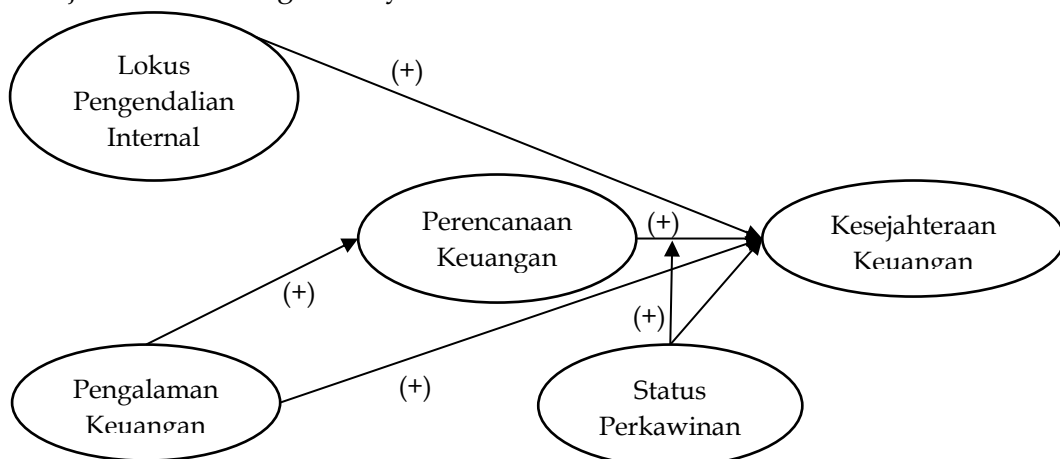 Lokus
Pengendalian
Internal
(+)
Perencanaan
Keuangan
(+)
Kesejahteraan
Keuangan
(+)
(+)
Pengalaman
Keuangan
(+)
Status
Perkawinan